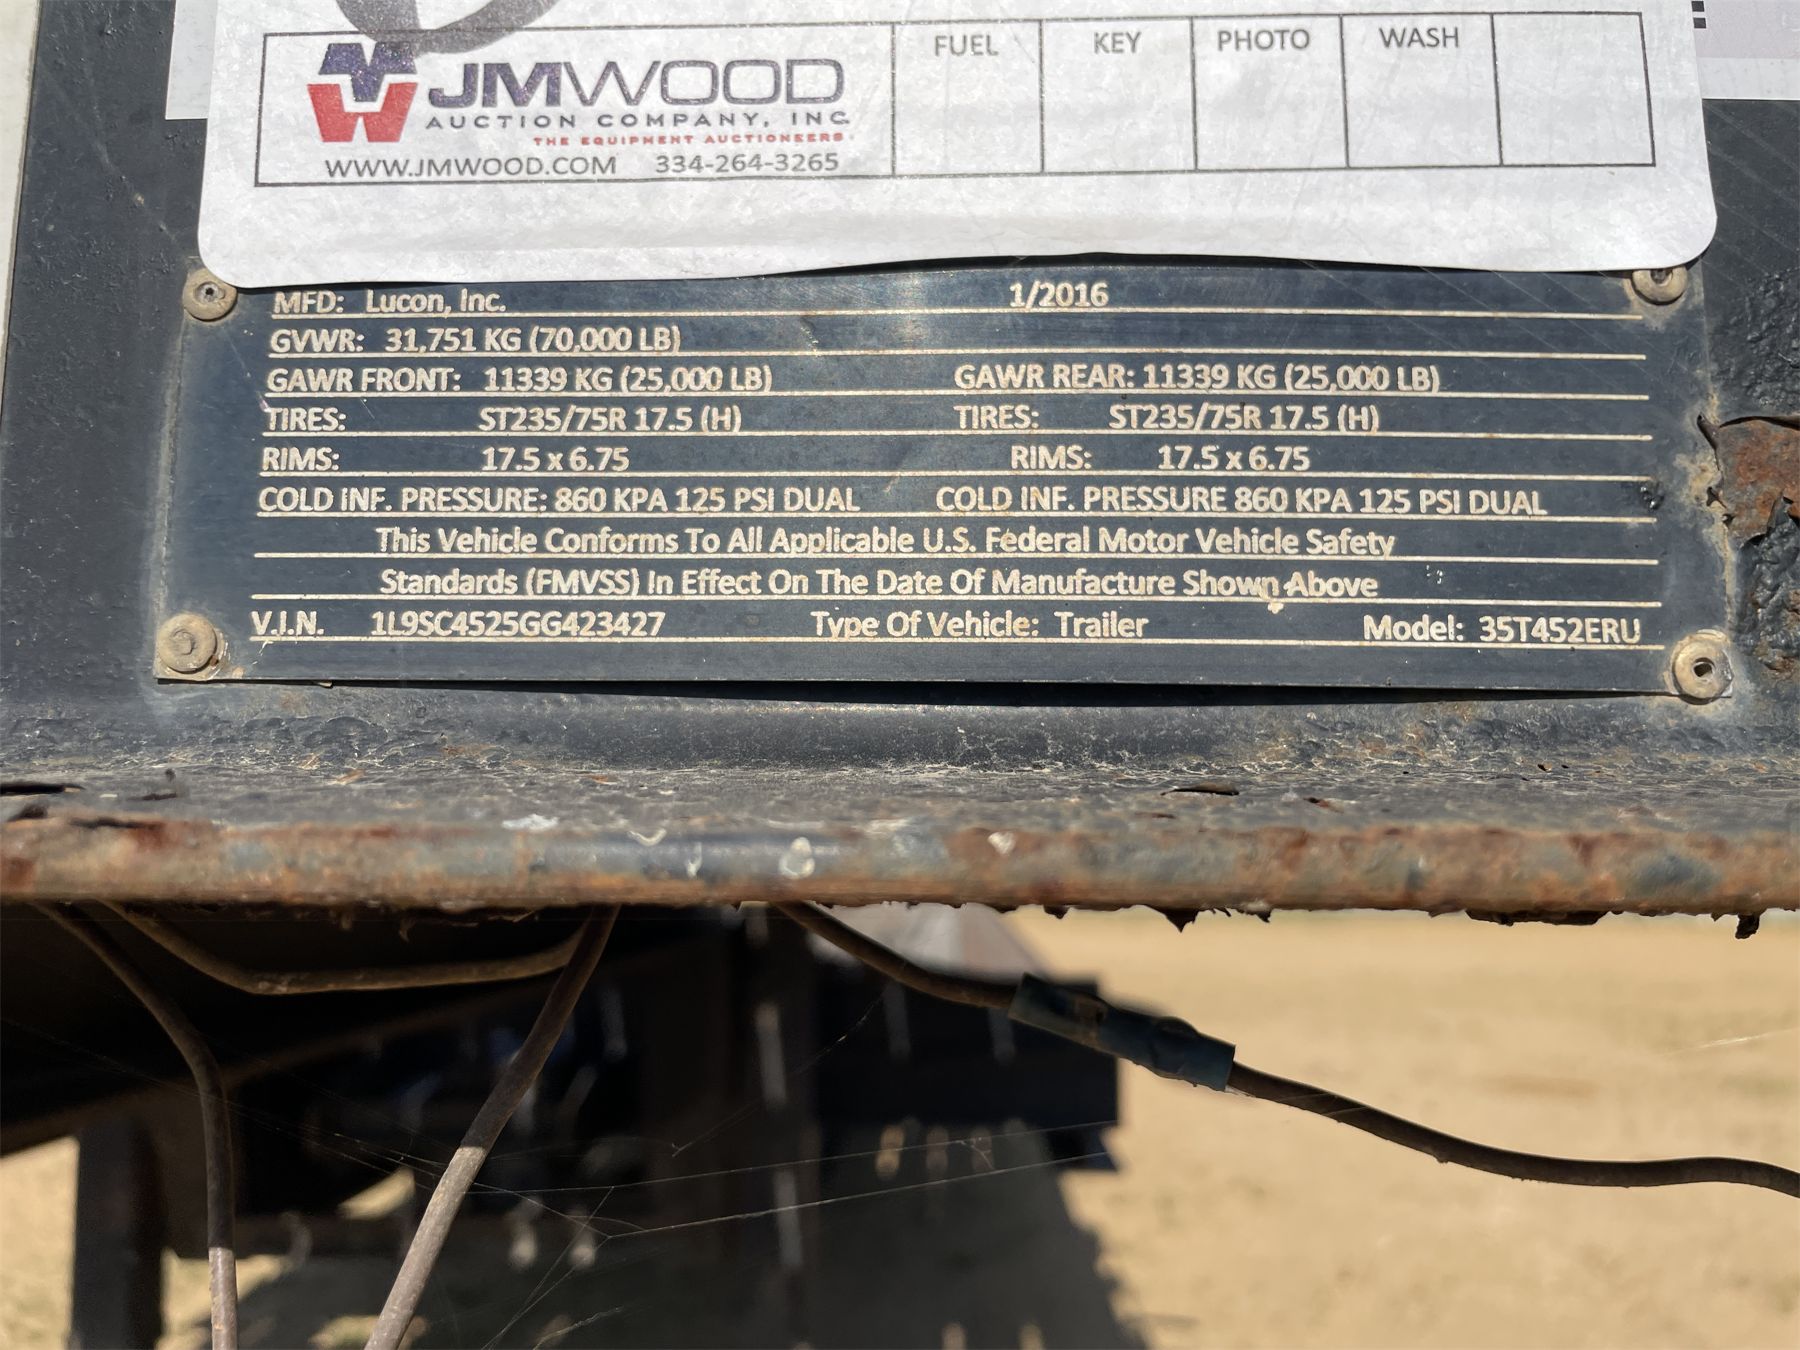 FUEL KEY PHOTO WASH
JMWOOD
AUCTION COMPANY, INC.
THE EQUIPMENT AUCTIONEERS
WWW.JMWOOD.COM 334-264-3265
MFD: Lucon, Inc. 1/2016
GVWR: 31,751 KG (70,000 LB)
GAWR FRONT: 11339 KG (25,000 LB) GAWR REAR: 11339 KG (25,000 LB)
TIRES: ST235/75R 17.5 (H) TIRES: ST235/75R 17.5 (H)
RIMS: 17.5 x 6.75 RIMS: 17.5 x 6.75
COLD INF. PRESSURE: 860 KPA 125 PSI DUAL COLD INF. PRESSURE 860 KPA 125 PSI DUAL
This Vehicle Conforms To All Applicable U.S. Federal Motor Vehicle Safety
Standards (FMVSS) In Effect On The Date Of Manufacture Shown Above
V.I.N. 1L9SC4525GG423427 Type Of Vehicle: Trailer Model: 35T452ERU